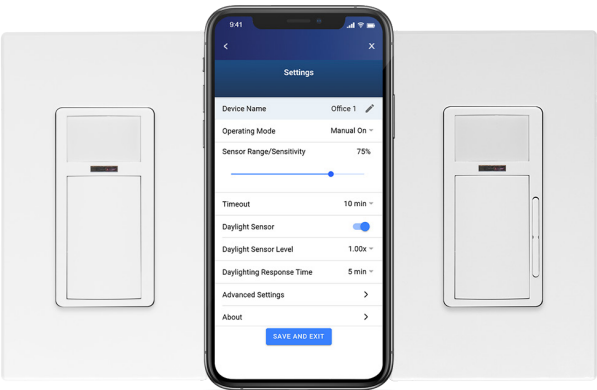 9:41
Settings
Device Name Office 1
Operating Mode Manual On
Sensor Range/Sensitivity 75%
Timeout 10 min
Daylight Sensor
Daylight Sensor Level 1.00x
Daylighting Response Time 5 min
Advanced Settings
About
SAVE AND EXIT